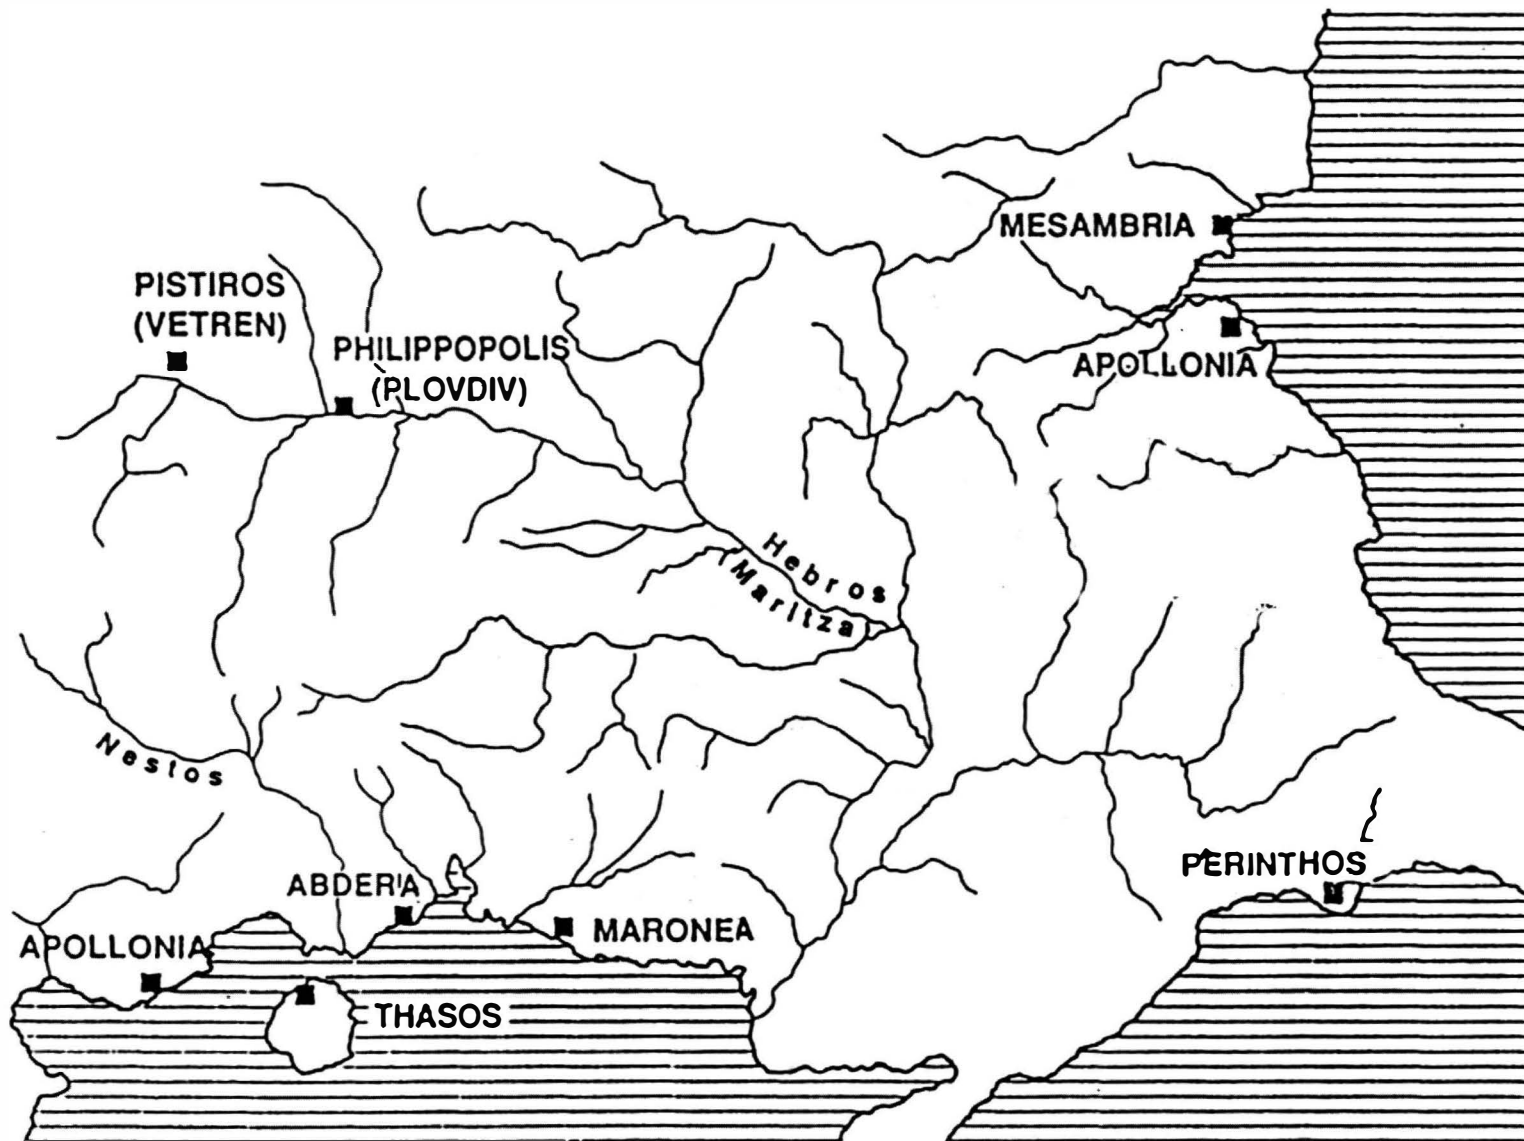 MESAMBRIA
PISTIROS
(VETREN)
PHILIPPOPOLIS
(PLOVDIV)
APOLLONIA
Hebros
(Maritza)
Nestos
PERINTHOS
ABDERA
MARONEA
APOLLONIA
THASOS